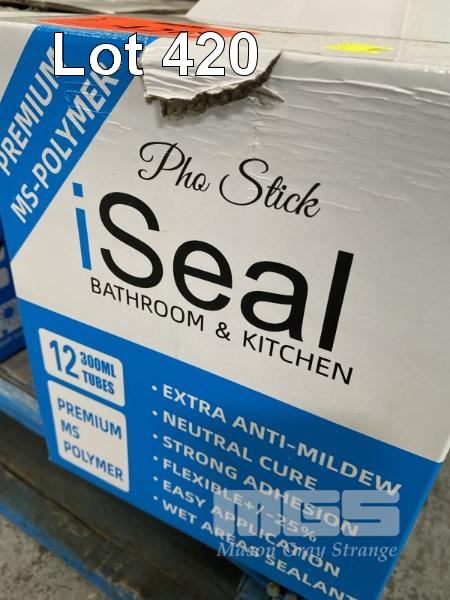 Lot 420
PREMIUM
MS-POLYMER
Pho Stick
iSeal
BATHROOM & KITCHEN
12 300ML
TUBES
PREMIUM
MS
POLYMER
• EXTRA ANTI-MILDEW
• NEUTRAL CURE
• STRONG ADHESION
• FLEXIBLE+/-25%
• EASY APPLICATION
• WET AREAS SEALANT
MGS
Mason Gray Strange